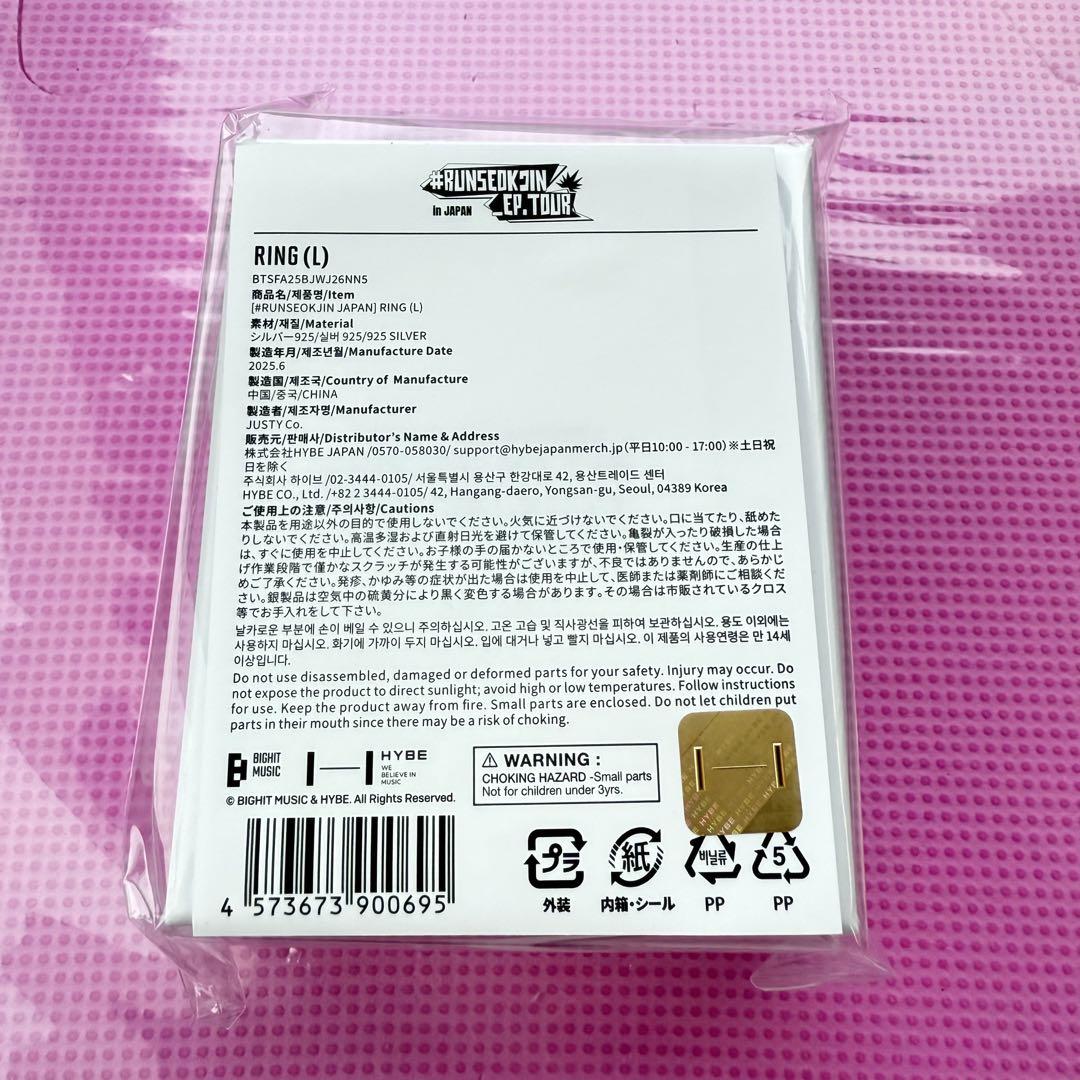 #RUNSEOKJIN
in JAPAN
_EP.TOUR
RING (L)
BTSFA25BJWJ26NN5
商品名/제품명/Item
[#RUNSEOKJIN JAPAN] RING (L)
素材/재질/Material
シルバー925/실버 925/925 SILVER
製造年月/제조년월/Manufacture Date
2025.6
製造国/제조국/Country of Manufacture
中国/중국/CHINA
製造者/제조자명/Manufacturer
JUSTY Co.
販売元/판매사/Distributor's Name & Address
株式会社HYBE JAPAN /0570-058030/ support@hybejapanmerch.jp（平日10:00 - 17:00）※土日祝
日を除く
주식회사 하이브 /02-3444-0105/ 서울특별시 용산구 한강대로 42, 용산트레이드 센터
HYBE CO., Ltd. /+82 2 3444-0105/ 42, Hangang-daero, Yongsan-gu, Seoul, 04389 Korea
ご使用上の注意/주의사항/Cautions
本製品を用途以外の目的で使用しないでください。火気に近づけないでください。口に当てたり、舐めた
りしないでください。高温多湿および直射日光を避けて保管してください。亀裂が入ったり破損した場合
は、すぐに使用を中止してください。お子様の手の届かないところで使用・保管してください。生産の仕上
げ作業段階で僅かなスクラッチが発生する可能性がございますが、不良ではありませんので、あらかじ
めご了承ください。発疹、かゆみ等の症状が出た場合は使用を中止して、医師または薬剤師にご相談くだ
さい。銀製品は空気中の硫黄分により黒く変色する場合があります。その場合は市販されているクロス
等でお手入れをして下さい。
날카로운 부분에 손이 베일 수 있으니 주의하십시오. 고온 고습 및 직사광선을 피하여 보관하십시오. 용도 이외에는
사용하지 마십시오. 화기에 가까이 두지 마십시오. 입에 대거나 넣고 빨지 마십시오. 이 제품의 사용연령은 만 14세
이상입니다.
Do not use disassembled, damaged or deformed parts for your safety. Injury may occur. Do
not expose the product to direct sunlight; avoid high or low temperatures. Follow instructions
for use. Keep the product away from fire. Small parts are enclosed. Do not let children put
parts in their mouth since there may be a risk of choking.
BIGHIT
MUSIC
HYBE
WE
BELIEVE IN
MUSIC
© BIGHIT MUSIC & HYBE. All Rights Reserved.
⚠ WARNING :
CHOKING HAZARD -Small parts
Not for children under 3yrs.
HYBE HYBE HYBE
4 573673 900695
プラ
外装
紙
内箱・シール
비닐류
PP
5
PP